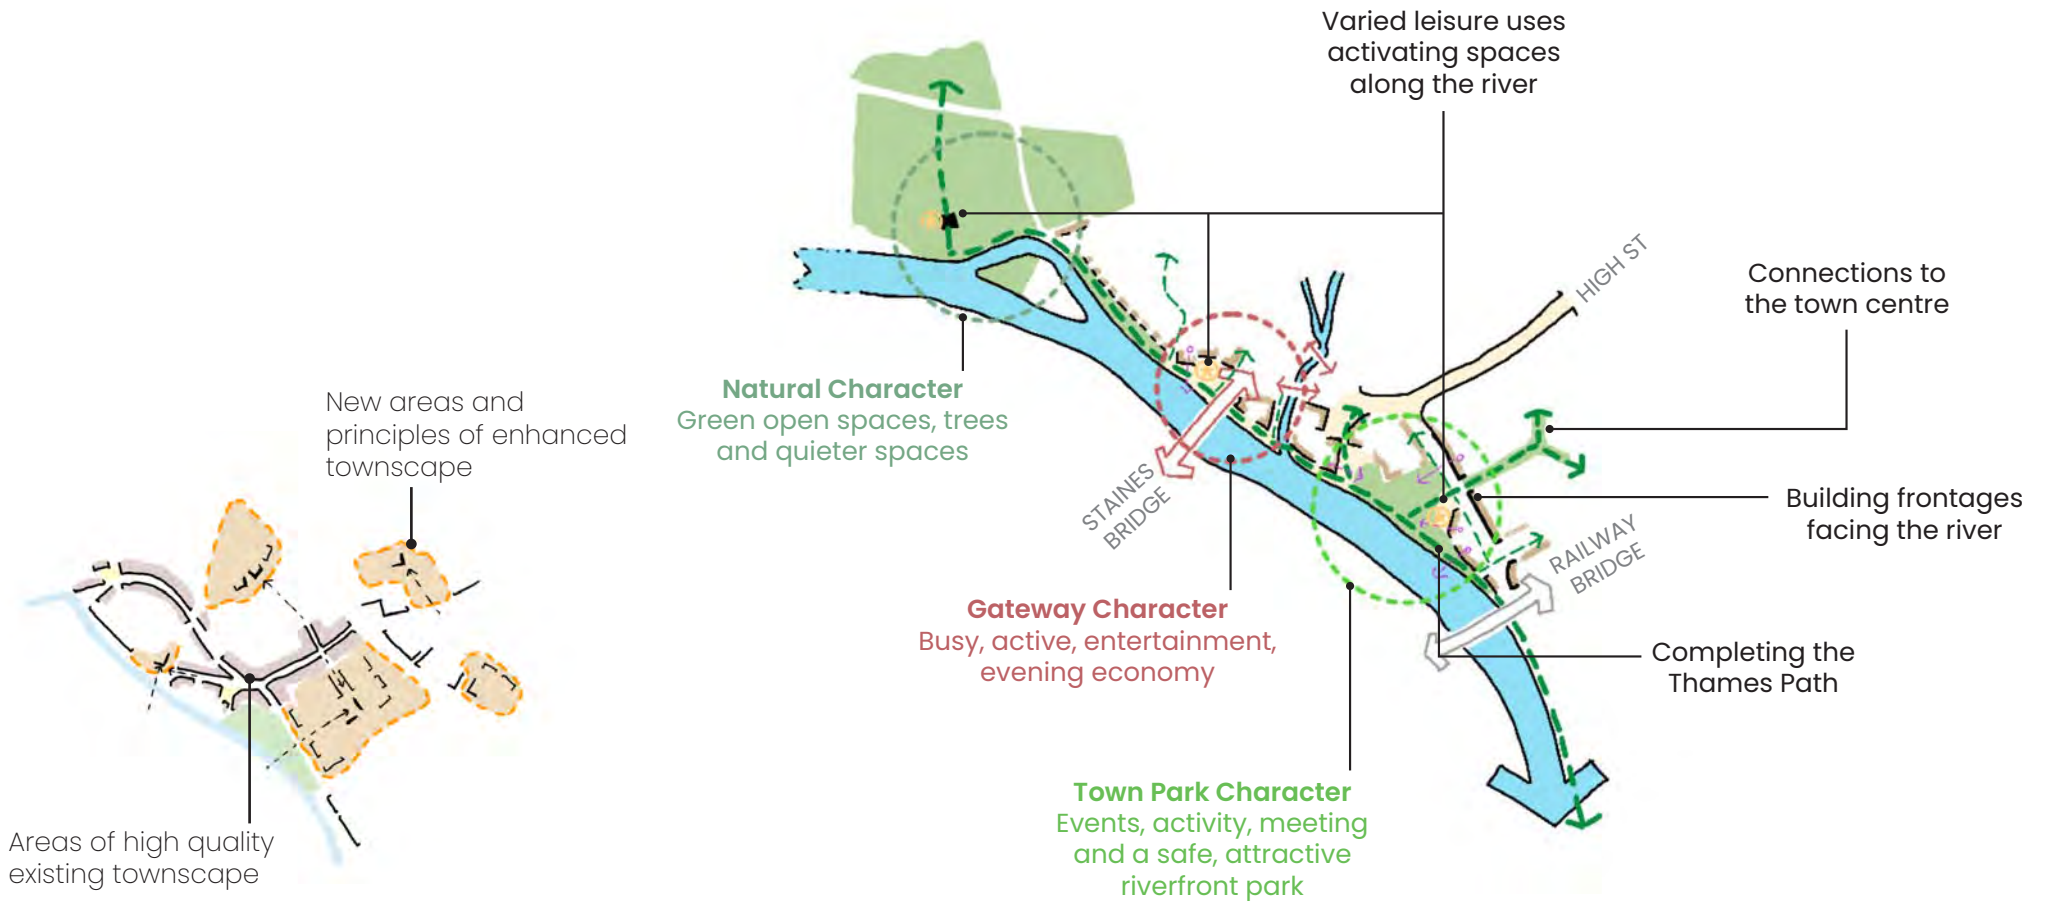 New areas and
principles of enhanced
townscape
Areas of high quality
existing townscape
Varied leisure uses
activating spaces
along the river
HIGH ST
Connections to
the town centre
Natural Character
Green open spaces, trees
and quieter spaces
STAINES
BRIDGE
Building frontages
facing the river
RAILWAY
BRIDGE
Gateway Character
Busy, active, entertainment,
evening economy
Completing the
Thames Path
Town Park Character
Events, activity, meeting
and a safe, attractive
riverfront park